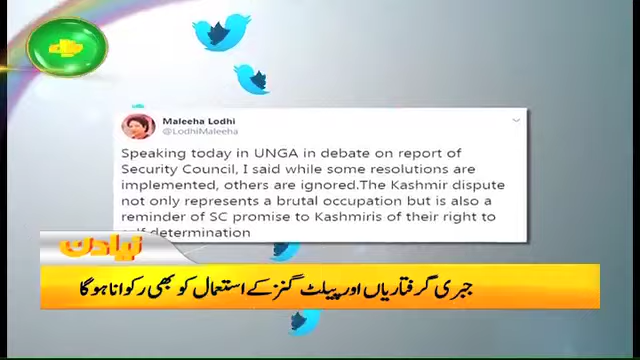 Maleeha Lodhi
@LodhiMaleeha
Speaking today in UNGA in debate on report of
Security Council, I said while some resolutions are
implemented, others are ignored.The Kashmir dispute
not only represents a brutal occupation but is also a
reminder of SC promise to Kashmiris of their right to
self determination
نیا دن
جبری گرفتاریاں اور پیلٹ گنز کے استعمال کو بھی رکوانا ہوگا